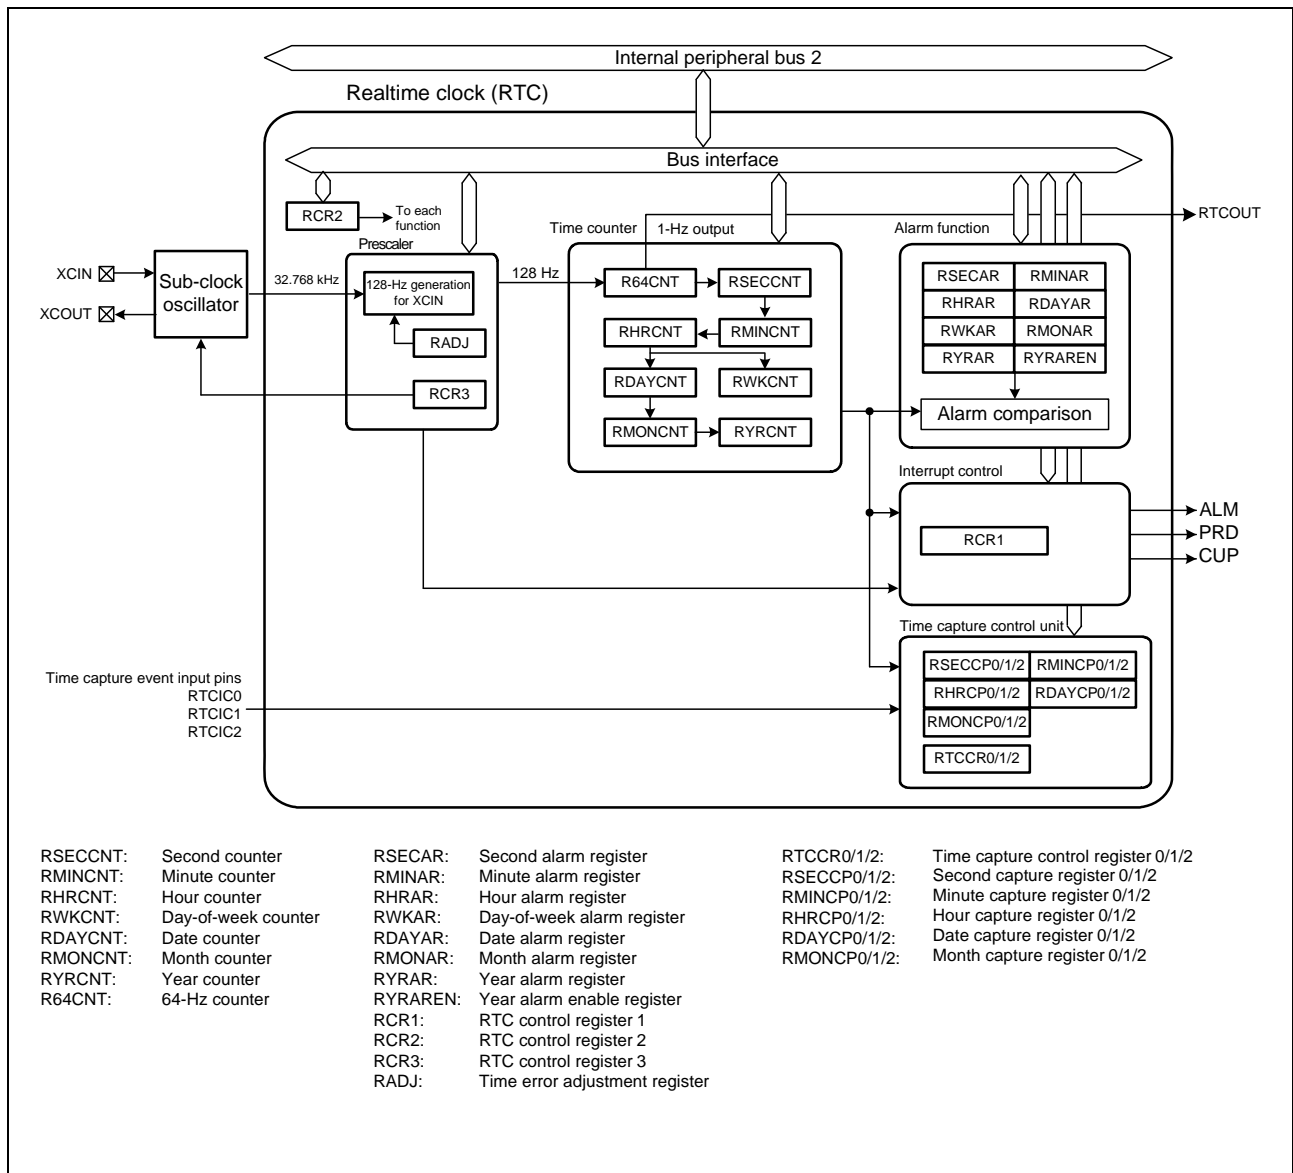 Internal peripheral bus 2
Realtime clock (RTC)
Bus interface
RCR2
To each
function
Prescaler
Time counter
1-Hz output
Alarm function
RTCOUT
XCIN
XCOUT
Sub-clock
oscillator
32.768 kHz
128-Hz generation
for XCIN
RADJ
RCR3
128 Hz
R64CNT
RSECCNT
RHRCNT
RMINCNT
RDAYCNT
RWKCNT
RMONCNT
RYRCNT
RSECAR
RMINAR
RHRAR
RDAYAR
RWKAR
RMONAR
RYRAR
RYRAREN
Alarm comparison
Interrupt control
RCR1
ALM
PRD
CUP
Time capture control unit
RSECCP0/1/2
RMINCP0/1/2
RHRCP0/1/2
RDAYCP0/1/2
RMONCP0/1/2
RTCCR0/1/2
Time capture event input pins
RTCIC0
RTCIC1
RTCIC2
RSECCNT: Second counter
RMINCNT: Minute counter
RHRCNT: Hour counter
RWKCNT: Day-of-week counter
RDAYCNT: Date counter
RMONCNT: Month counter
RYRCNT: Year counter
R64CNT: 64-Hz counter
RSECAR: Second alarm register
RMINAR: Minute alarm register
RHRAR: Hour alarm register
RWKAR: Day-of-week alarm register
RDAYAR: Date alarm register
RMONAR: Month alarm register
RYRAR: Year alarm register
RYRAREN: Year alarm enable register
RCR1: RTC control register 1
RCR2: RTC control register 2
RCR3: RTC control register 3
RADJ: Time error adjustment register
RTCCR0/1/2: Time capture control register 0/1/2
RSECCP0/1/2: Second capture register 0/1/2
RMINCP0/1/2: Minute capture register 0/1/2
RHRCP0/1/2: Hour capture register 0/1/2
RDAYCP0/1/2: Date capture register 0/1/2
RMONCP0/1/2: Month capture register 0/1/2